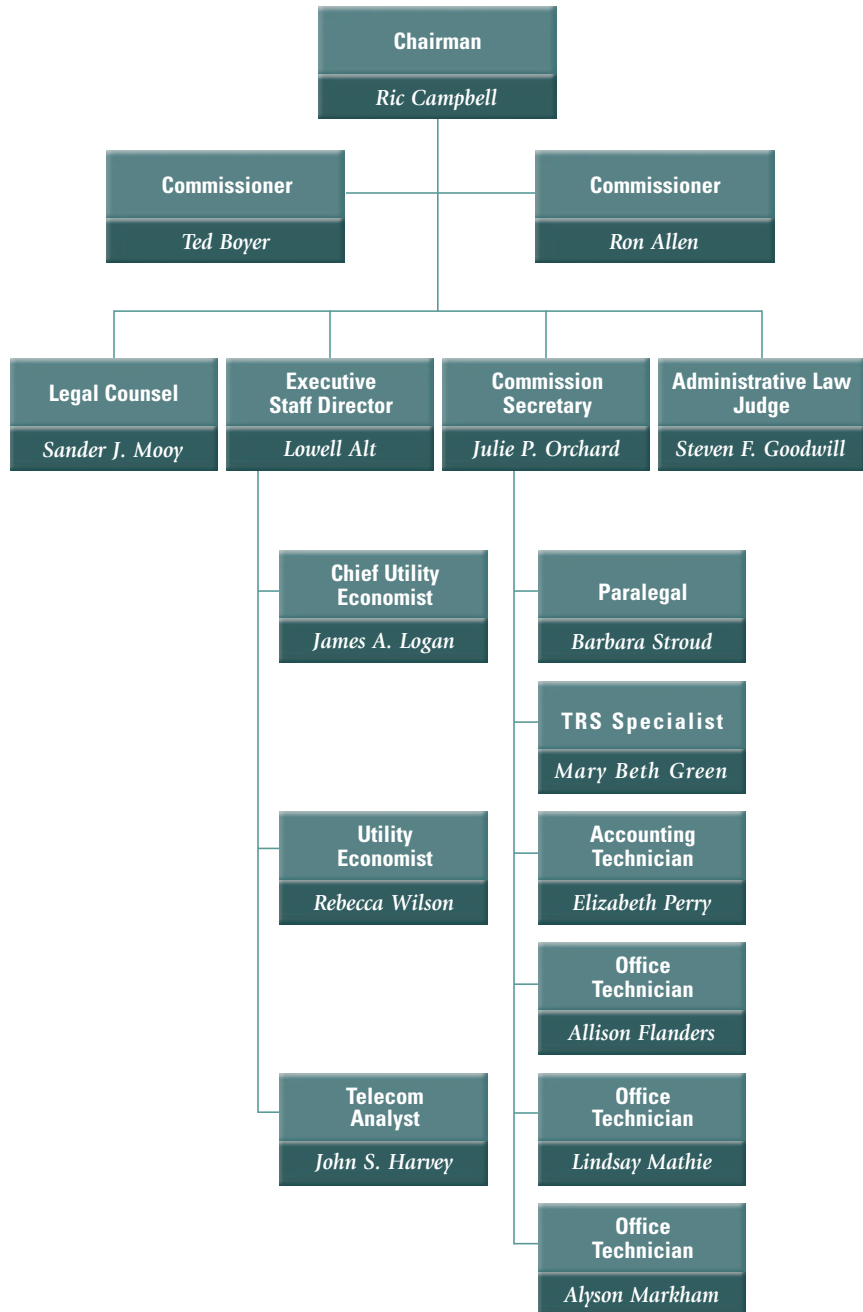 Chairman
Ric Campbell
Commissioner
Ted Boyer
Commissioner
Ron Allen
Legal Counsel
Sander J. Mooy
Executive
Staff Director
Lowell Alt
Commission
Secretary
Julie P. Orchard
Administrative Law
Judge
Steven F. Goodwill
Chief Utility
Economist
James A. Logan
Utility
Economist
Rebecca Wilson
Telecom
Analyst
John S. Harvey
Paralegal
Barbara Stroud
TRS Specialist
Mary Beth Green
Accounting
Technician
Elizabeth Perry
Office
Technician
Allison Flanders
Office
Technician
Lindsay Mathie
Office
Technician
Alyson Markham